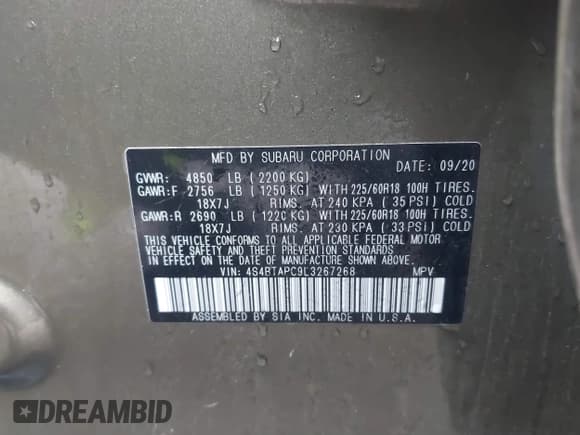 MFD BY SUBARU CORPORATION
DATE: 09/20
GVWR: 4850 LB ( 2200 KG)
GAWR:F 2756 LB ( 1250 KG) WITH 225/60R18 100H TIRES.
18X7J RIMS. AT 240 KPA ( 35 PSI) COLD
GAWR:R 2690 LB ( 1220 KG) WITH 225/60R18 100H TIRES.
18X7J RIMS. AT 230 KPA ( 33 PSI) COLD
THIS VEHICLE CONFORMS TO ALL APPLICABLE FEDERAL MOTOR
VEHICLE SAFETY AND THEFT PREVENTION STANDARDS IN EFFECT
ON THE DATE OF MANUFACTURE SHOWN ABOVE.
VIN: 4S4BTAPC9L3267268 MPV
ASSEMBLED BY SIA INC. MADE IN U.S.A.
DREAMBID